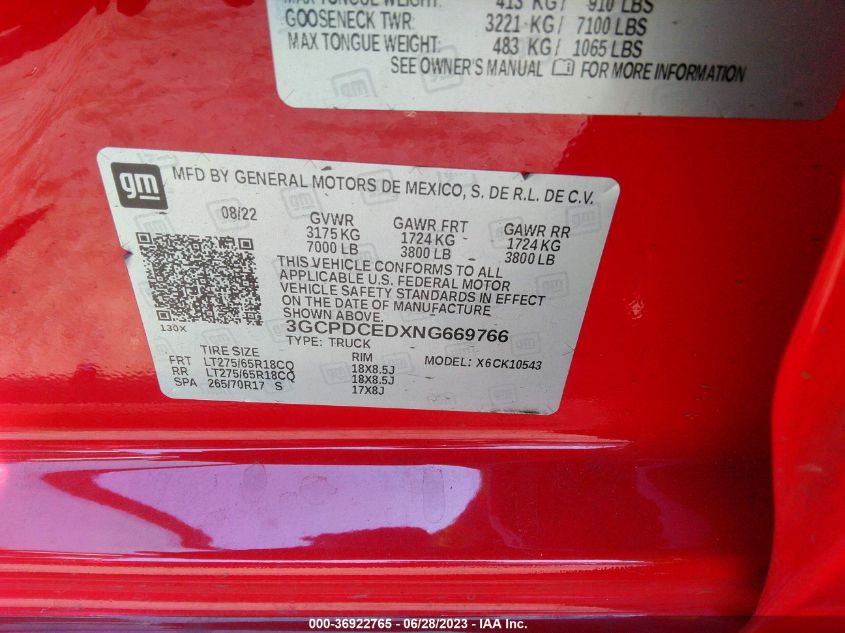 MAX TONGUE WEIGHT: 413 KG / 910 LBS
GOOSENECK TWR: 3221 KG / 7100 LBS
MAX TONGUE WEIGHT: 483 KG / 1065 LBS
SEE OWNER'S MANUAL FOR MORE INFORMATION
gm
MFD BY GENERAL MOTORS DE MEXICO, S. DE R.L. DE C.V.
08/22 GVWR GAWR FRT GAWR RR
3175 KG 1724 KG 1724 KG
7000 LB 3800 LB 3800 LB
THIS VEHICLE CONFORMS TO ALL
APPLICABLE U.S. FEDERAL MOTOR
VEHICLE SAFETY STANDARDS IN EFFECT
ON THE DATE OF MANUFACTURE
SHOWN ABOVE.
130X
3GCPDCEDXNG669766
TYPE: TRUCK
MODEL: X6CK10543
TIRE SIZE RIM
FRT LT275/65R18CQ 18X8.5J
RR LT275/65R18CQ 18X8.5J
SPA 265/70R17 S 17X8J
000-36922765 - 06/28/2023 - IAA Inc.